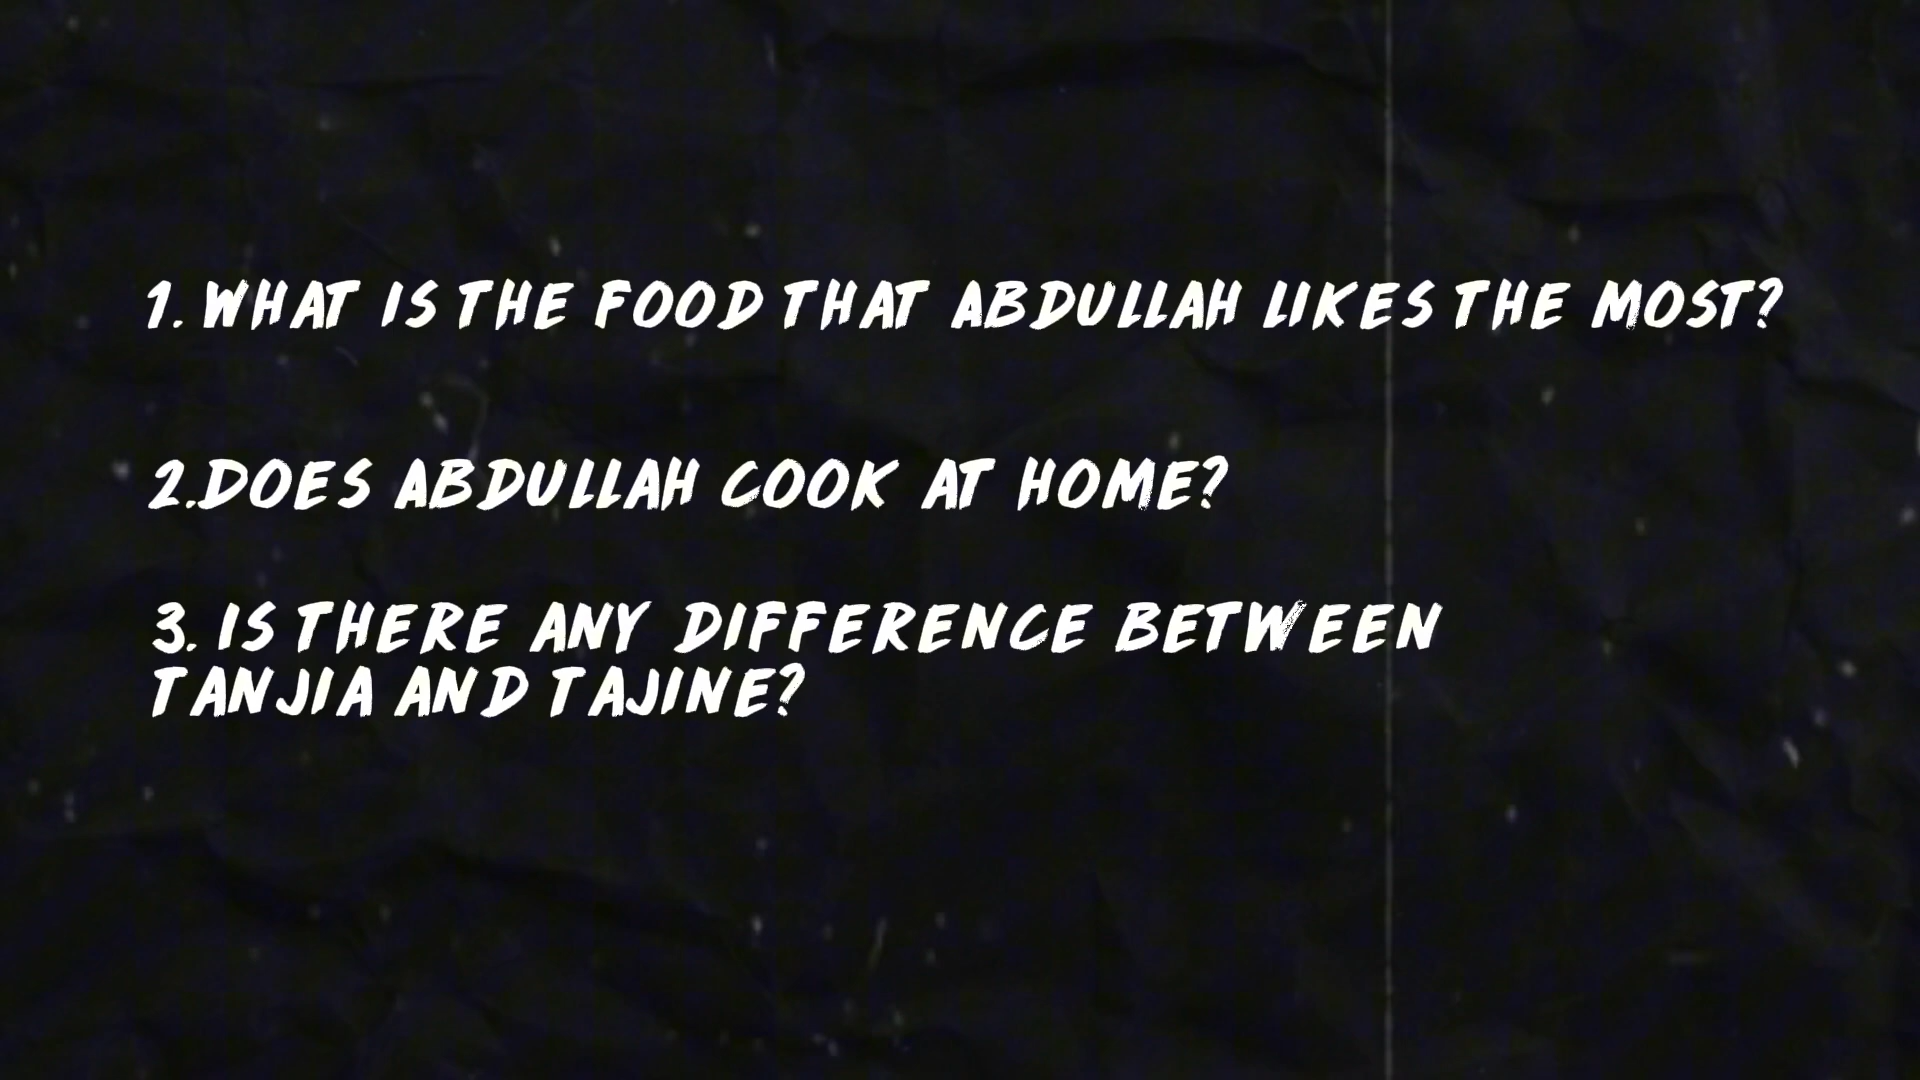 1. WHAT IS THE FOOD THAT ABDULLAH LIKES THE MOST?
2.DOES ABDULLAH COOK AT HOME?
3. IS THERE ANY DIFFERENCE BETWEEN
TANJIA AND TAJINE?